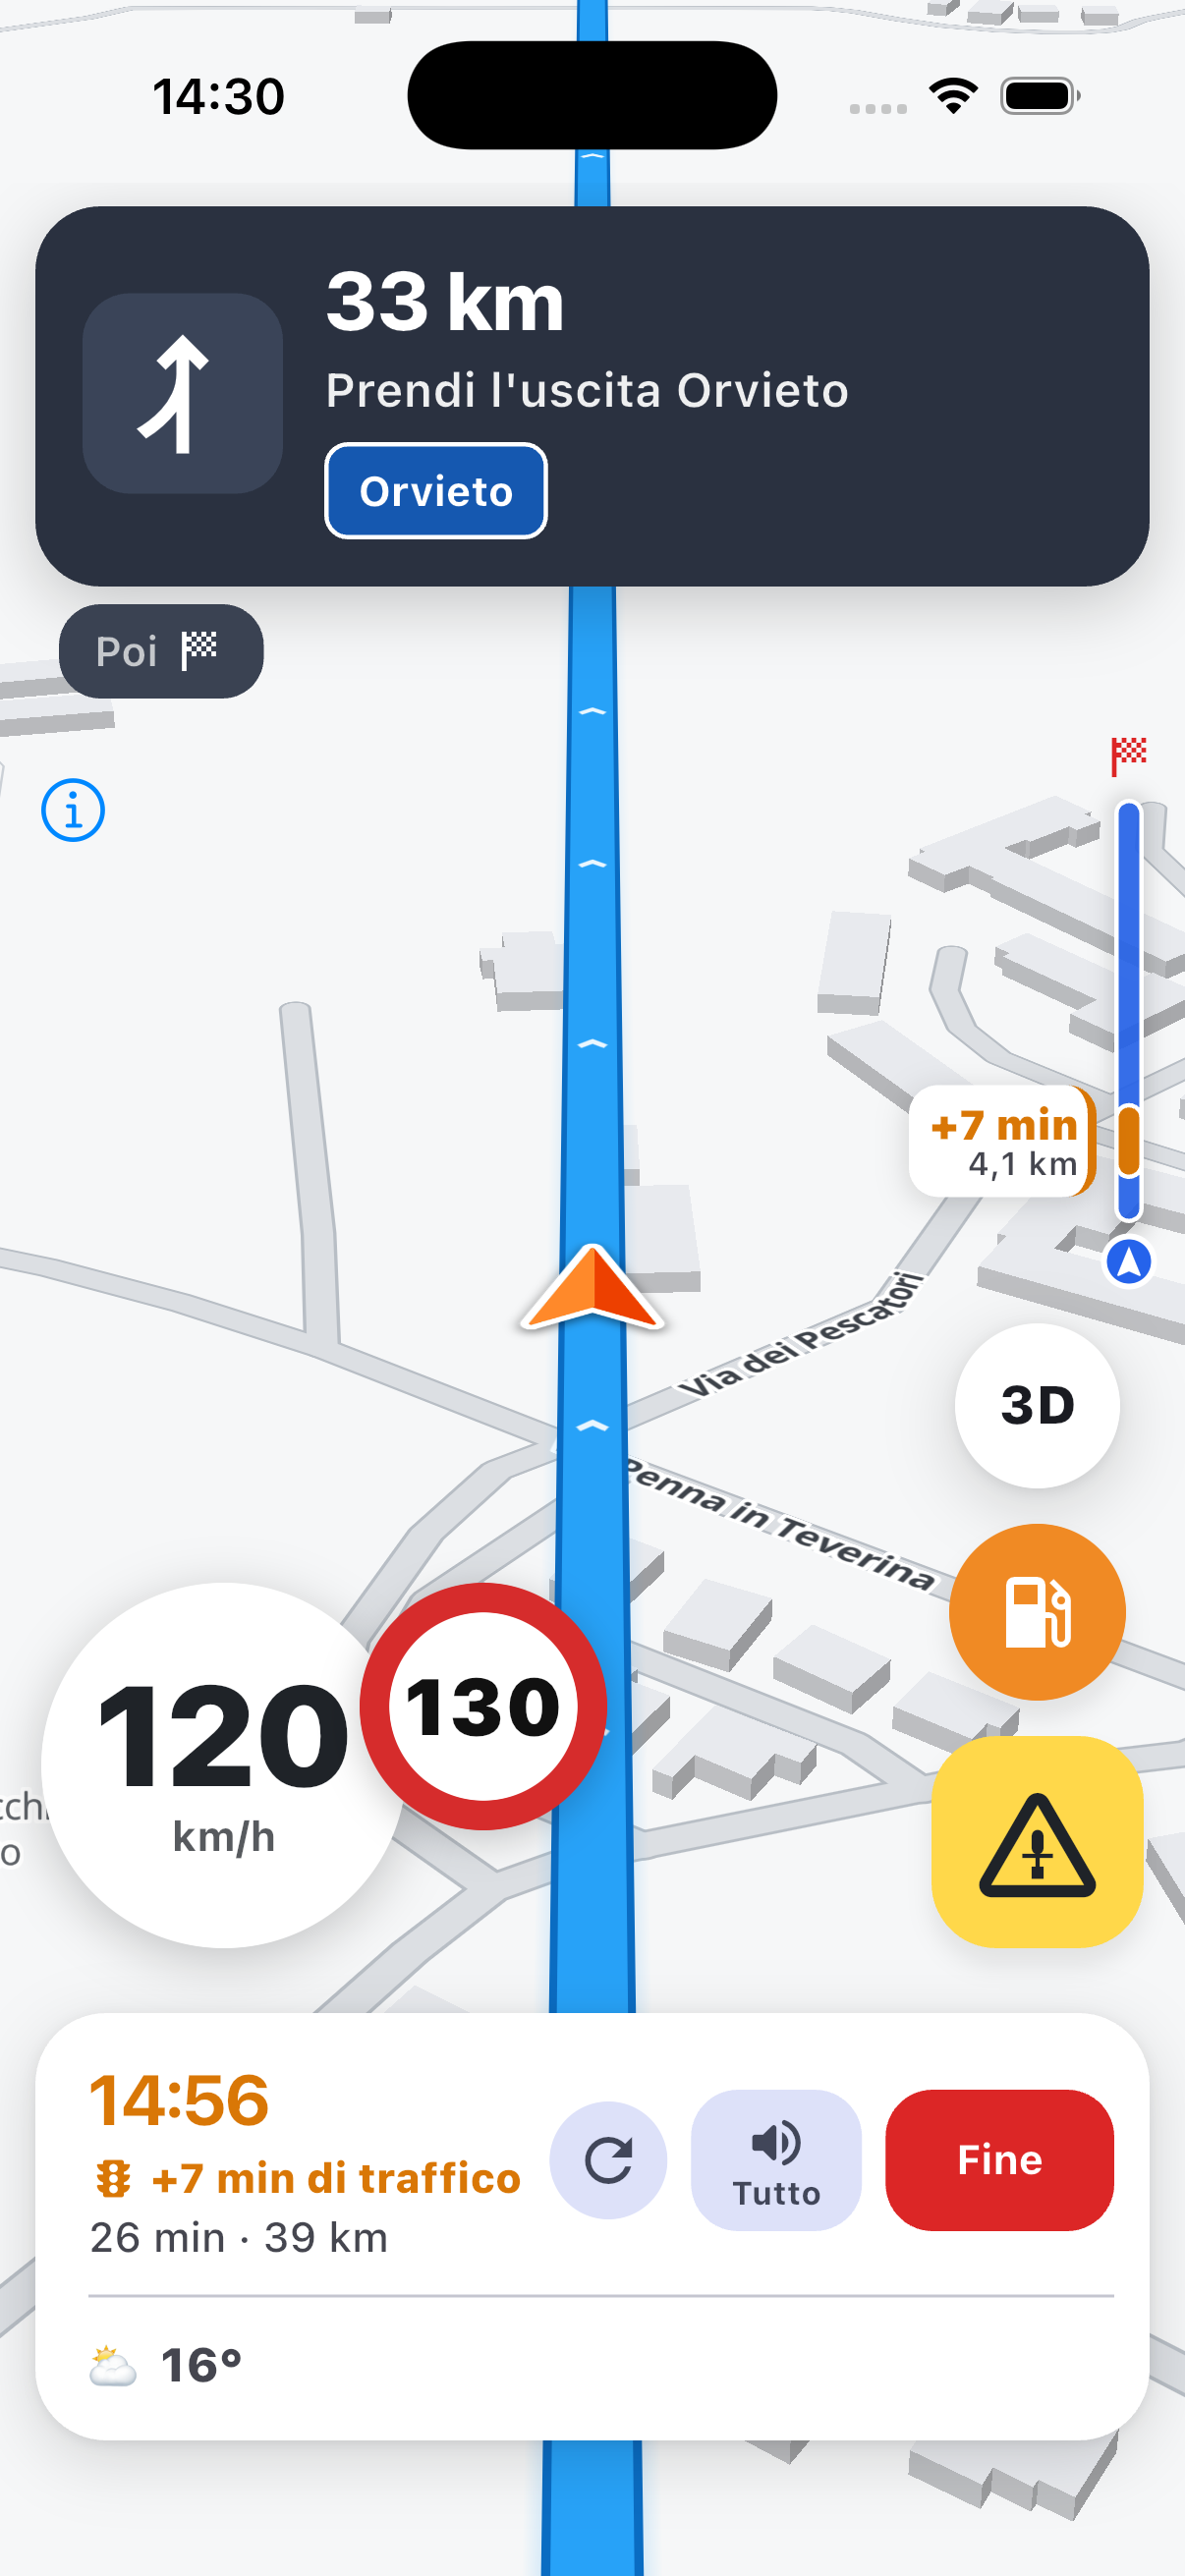 14:30
33 km
Prendi l'uscita Orvieto
Orvieto
Poi
+7 min
4,1 km
Via dei Pescatori
3D
Penna in Teverina
120
km/h
130
14:56
+7 min di traffico
26 min · 39 km
Tutto
Fine
16°